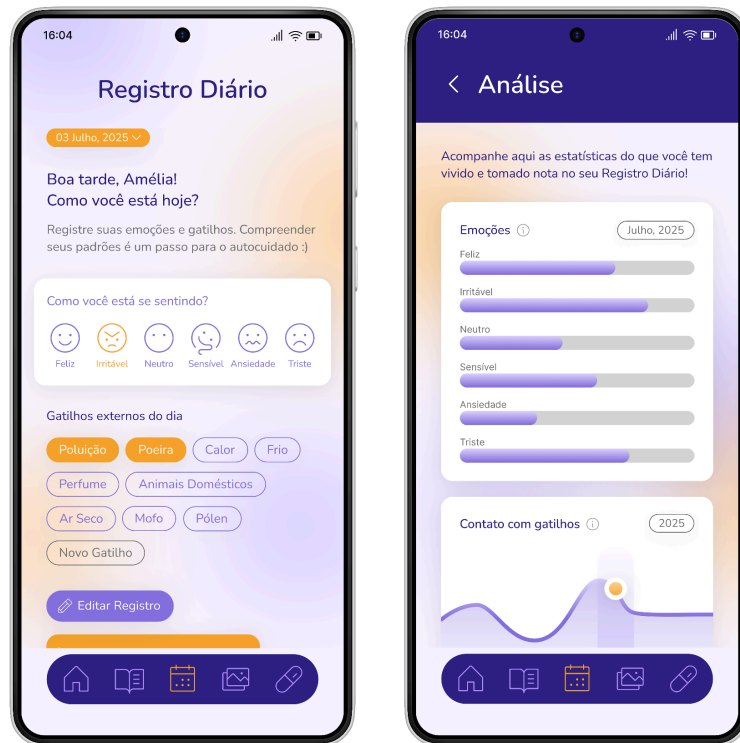 16:04
Registro Diário
03 Julho, 2025
Boa tarde, Amélia!
Como você está hoje?
Registre suas emoções e gatilhos. Compreender
seus padrões é um passo para o autocuidado :)
Como você está se sentindo?
Feliz Irritável Neutro Sensível Ansiedade Triste
Gatilhos externos do dia
Poluição Poeira Calor Frio
Perfume Animais Domésticos
Ar Seco Mofo Pólen
Novo Gatilho
Editar Registro
16:04
Análise
Acompanhe aqui as estatísticas do que você tem
vivido e tomado nota no seu Registro Diário!
Emoções Julho, 2025
Feliz
Irritável
Neutro
Sensível
Ansiedade
Triste
Contato com gatilhos 2025